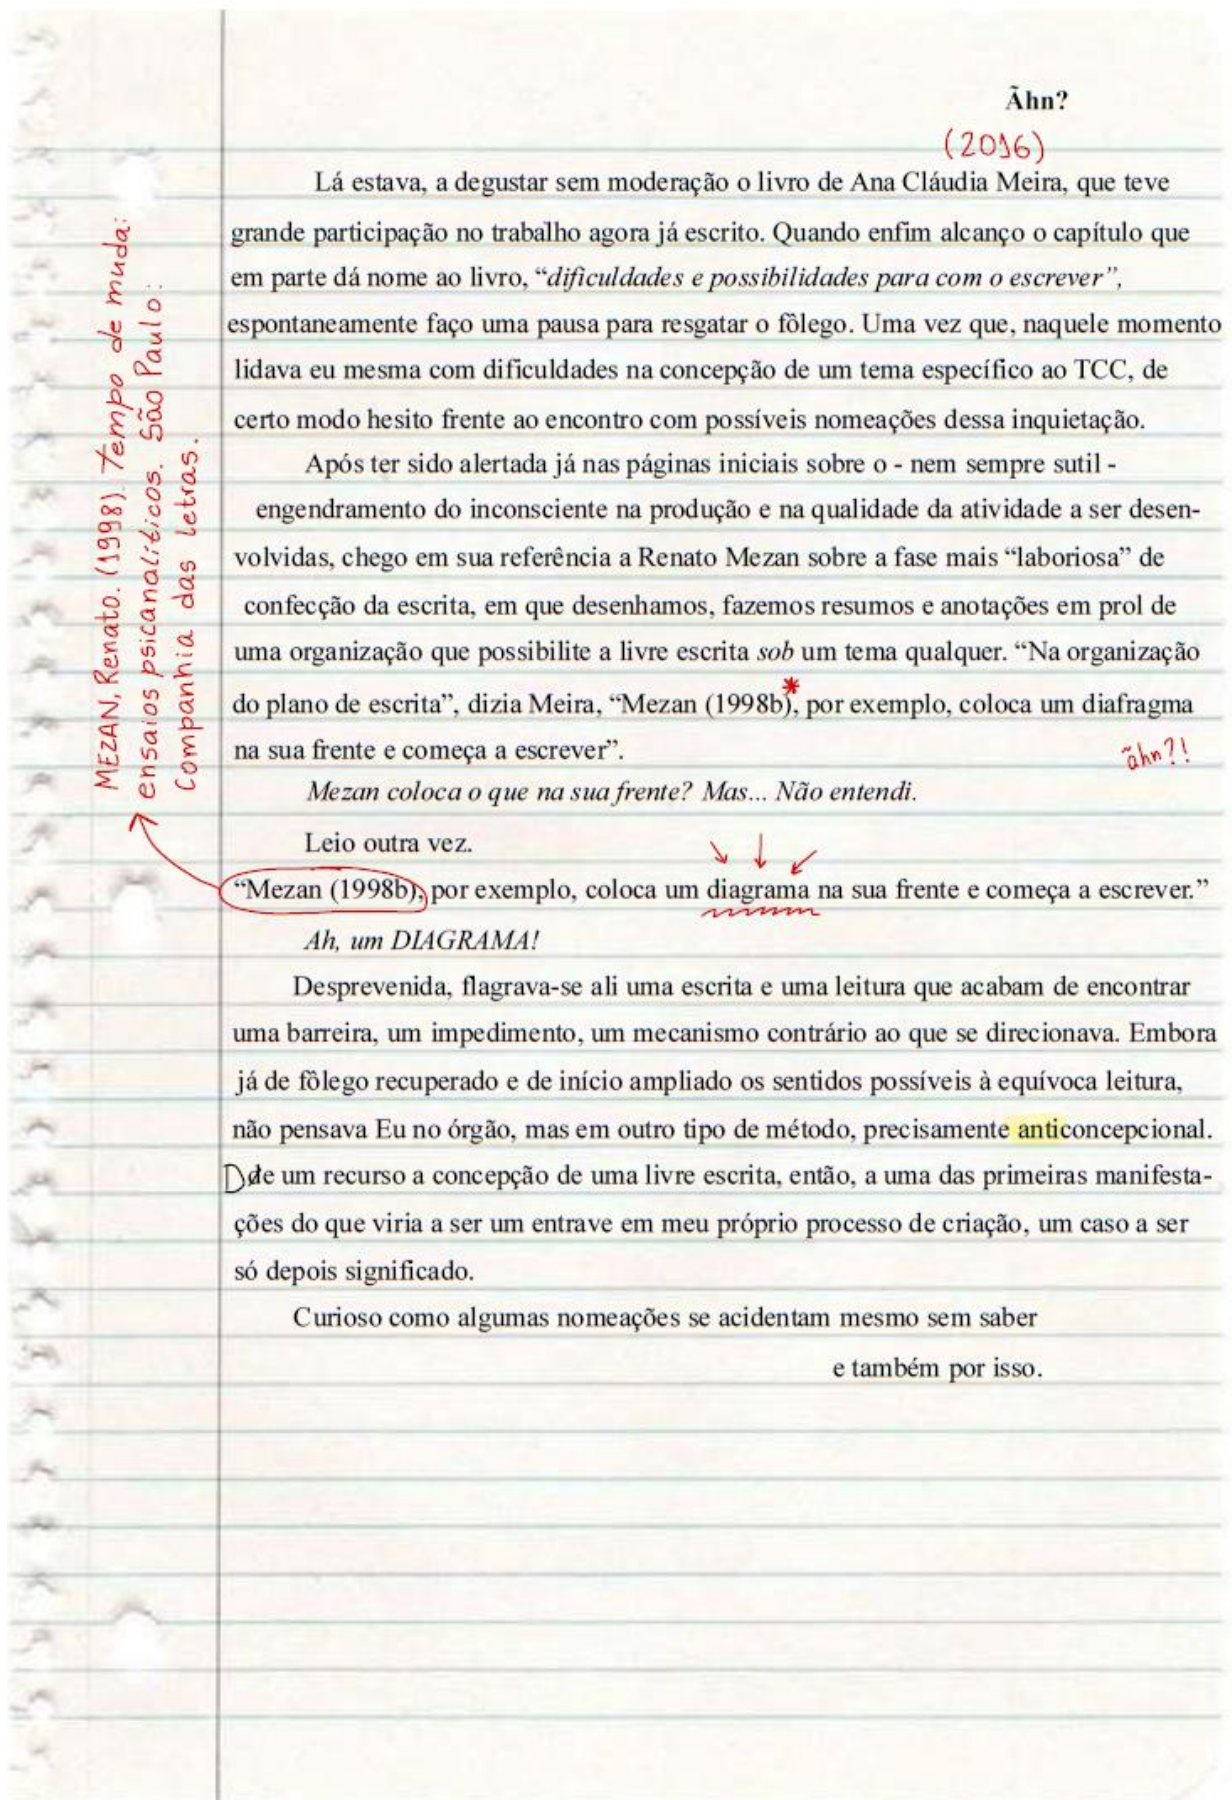 Ãhn?
(2016)
Lá estava, a degustar sem moderação o livro de Ana Cláudia Meira, que teve
grande participação no trabalho agora já escrito. Quando enfim alcanço o capítulo que
em parte dá nome ao livro, “dificuldades e possibilidades para com o escrever”,
espontaneamente faço uma pausa para resgatar o fôlego. Uma vez que, naquele momento
lidava eu mesma com dificuldades na concepção de um tema específico ao TCC, de
certo modo hesito frente ao encontro com possíveis nomeações dessa inquietação.
Após ter sido alertada já nas páginas iniciais sobre o - nem sempre sutil -
engendramento do inconsciente na produção e na qualidade da atividade a ser desen-
volvidas, chego em sua referência a Renato Mezan sobre a fase mais “laboriosa” de
confecção da escrita, em que desenhamos, fazemos resumos e anotações em prol de
uma organização que possibilite a livre escrita sob um tema qualquer. “Na organização
do plano de escrita”, dizia Meira, “Mezan (1998b)*, por exemplo, coloca um diafragma
na sua frente e começa a escrever”.
ãhn?!
Mezan coloca o que na sua frente? Mas... Não entendi.
Leio outra vez.
“Mezan (1998b), por exemplo, coloca um diagrama na sua frente e começa a escrever.”
Ah, um DIAGRAMA!
Desprevenida, flagrava-se ali uma escrita e uma leitura que acabam de encontrar
uma barreira, um impedimento, um mecanismo contrário ao que se direcionava. Embora
já de fôlego recuperado e de início ampliado os sentidos possíveis à equívoca leitura,
não pensava Eu no órgão, mas em outro tipo de método, precisamente anticoncepcional.
Dde um recurso a concepção de uma livre escrita, então, a uma das primeiras manifesta-
ções do que viria a ser um entrave em meu próprio processo de criação, um caso a ser
só depois significado.
Curioso como algumas nomeações se acidentam mesmo sem saber
e também por isso.
MEZAN, Renato. (1998). Tempo de muda:
ensaios psicanalíticos. São Paulo:
Companhia das letras.